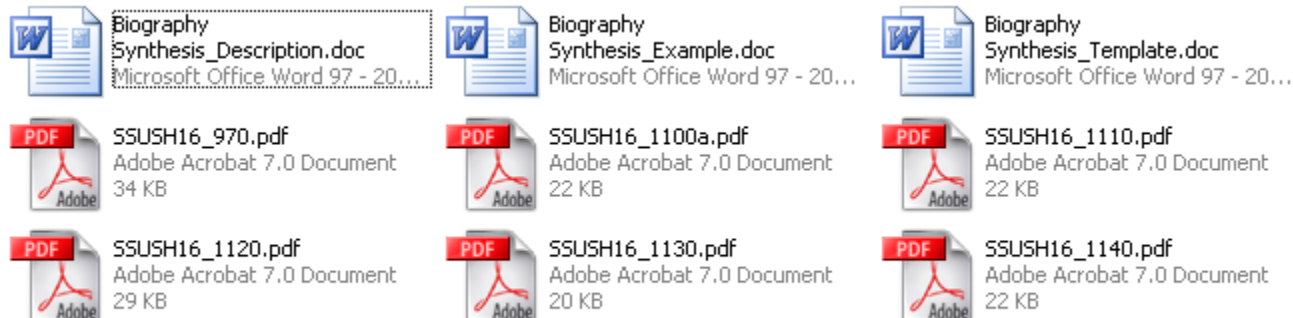 Biography
Synthesis_Description.doc
Microsoft Office Word 97 - 20...
Biography
Synthesis_Example.doc
Microsoft Office Word 97 - 20...
Biography
Synthesis_Template.doc
Microsoft Office Word 97 - 20...
PDF
Adobe
SSUSH16_970.pdf
Adobe Acrobat 7.0 Document
34 KB
PDF
Adobe
SSUSH16_1100a.pdf
Adobe Acrobat 7.0 Document
22 KB
PDF
Adobe
SSUSH16_1110.pdf
Adobe Acrobat 7.0 Document
22 KB
PDF
Adobe
SSUSH16_1120.pdf
Adobe Acrobat 7.0 Document
29 KB
PDF
Adobe
SSUSH16_1130.pdf
Adobe Acrobat 7.0 Document
20 KB
PDF
Adobe
SSUSH16_1140.pdf
Adobe Acrobat 7.0 Document
22 KB